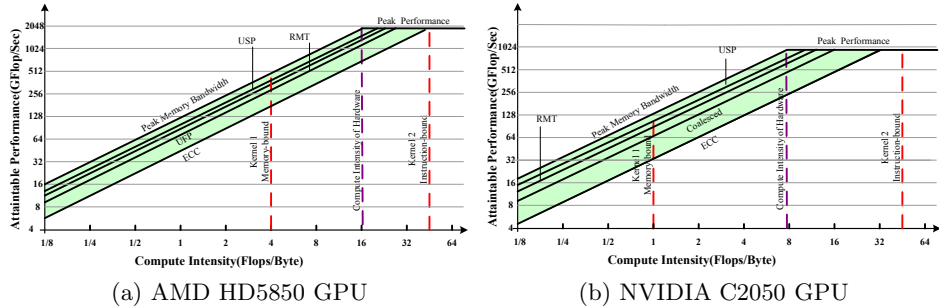 Attaintable Performance(GFlop/Sec)
2048
1024
512
256
128
64
32
16
8
4
Peak Performance
USP
RMT
Peak Memory Bandwidth
UFP
ECC
Kernel 1
Memory-bound
Compute Intensity of Hardware
Kernel 2
Instruction-bound
1/8
1/4
1/2
1
2
4
8
16
32
64
Compute Intensity(Flops/Byte)
(a) AMD HD5850 GPU
Attaintable Performance(GFlop/Sec)
1024
512
256
128
64
32
16
8
4
Peak Performance
USP
RMT
Peak Memory Bandwidth
Coalesced
ECC
Kernel 1
Memory-bound
Compute Intensity of Hardware
Kernel 2
Instruction-bound
1/8
1/4
1/2
1
2
4
8
16
32
64
Compute Intensity(Flops/Byte)
(b) NVIDIA C2050 GPU